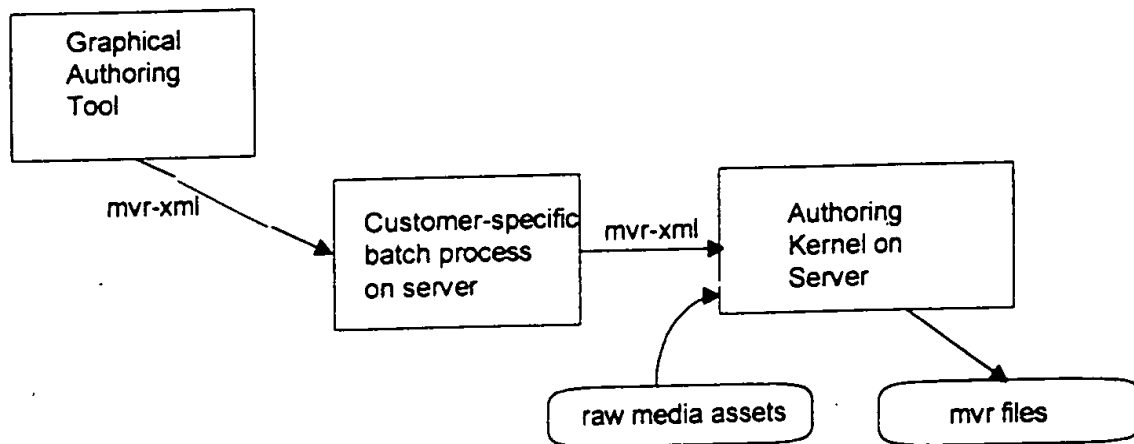 Graphical
Authoring
Tool
mvr-xml
Customer-specific
batch process
on server
mvr-xml
Authoring
Kernel on
Server
raw media assets
mvr files